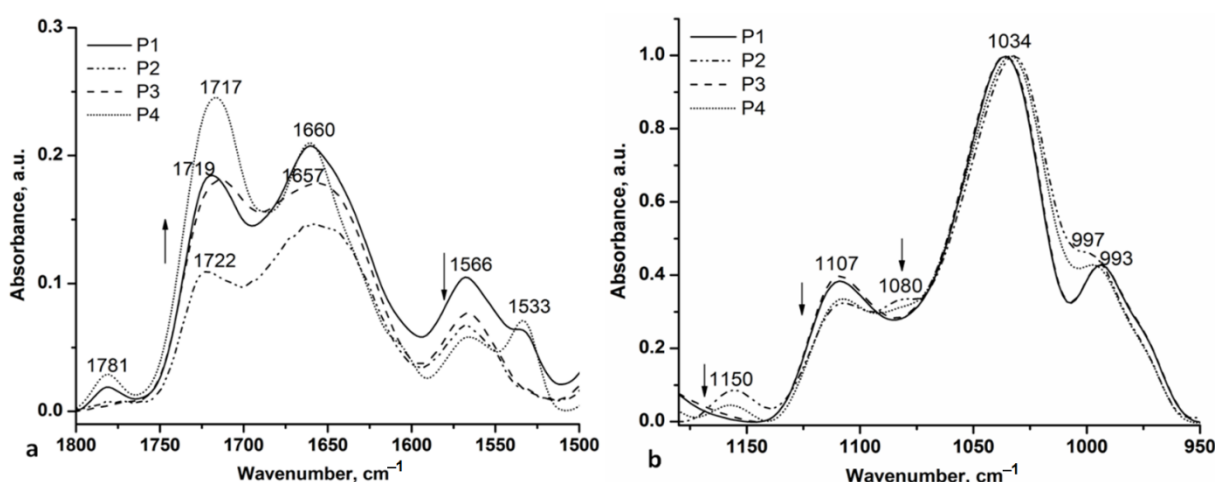 0.3
P1
P2
P3
P4
1717
1719
1660
1657
0.2
1722
0.1
1566
1533
1781
0.0
1800
1750
1700
1650
1600
1550
1500
Absorbance, a.u.
Wavenumber, cm–1
a
b
P1
P2
P3
P4
1034
1.0
0.8
0.6
0.4
0.2
0.0
1107
1080
997
993
1150
1150
1100
1050
1000
950
Absorbance, a.u.
Wavenumber, cm–1